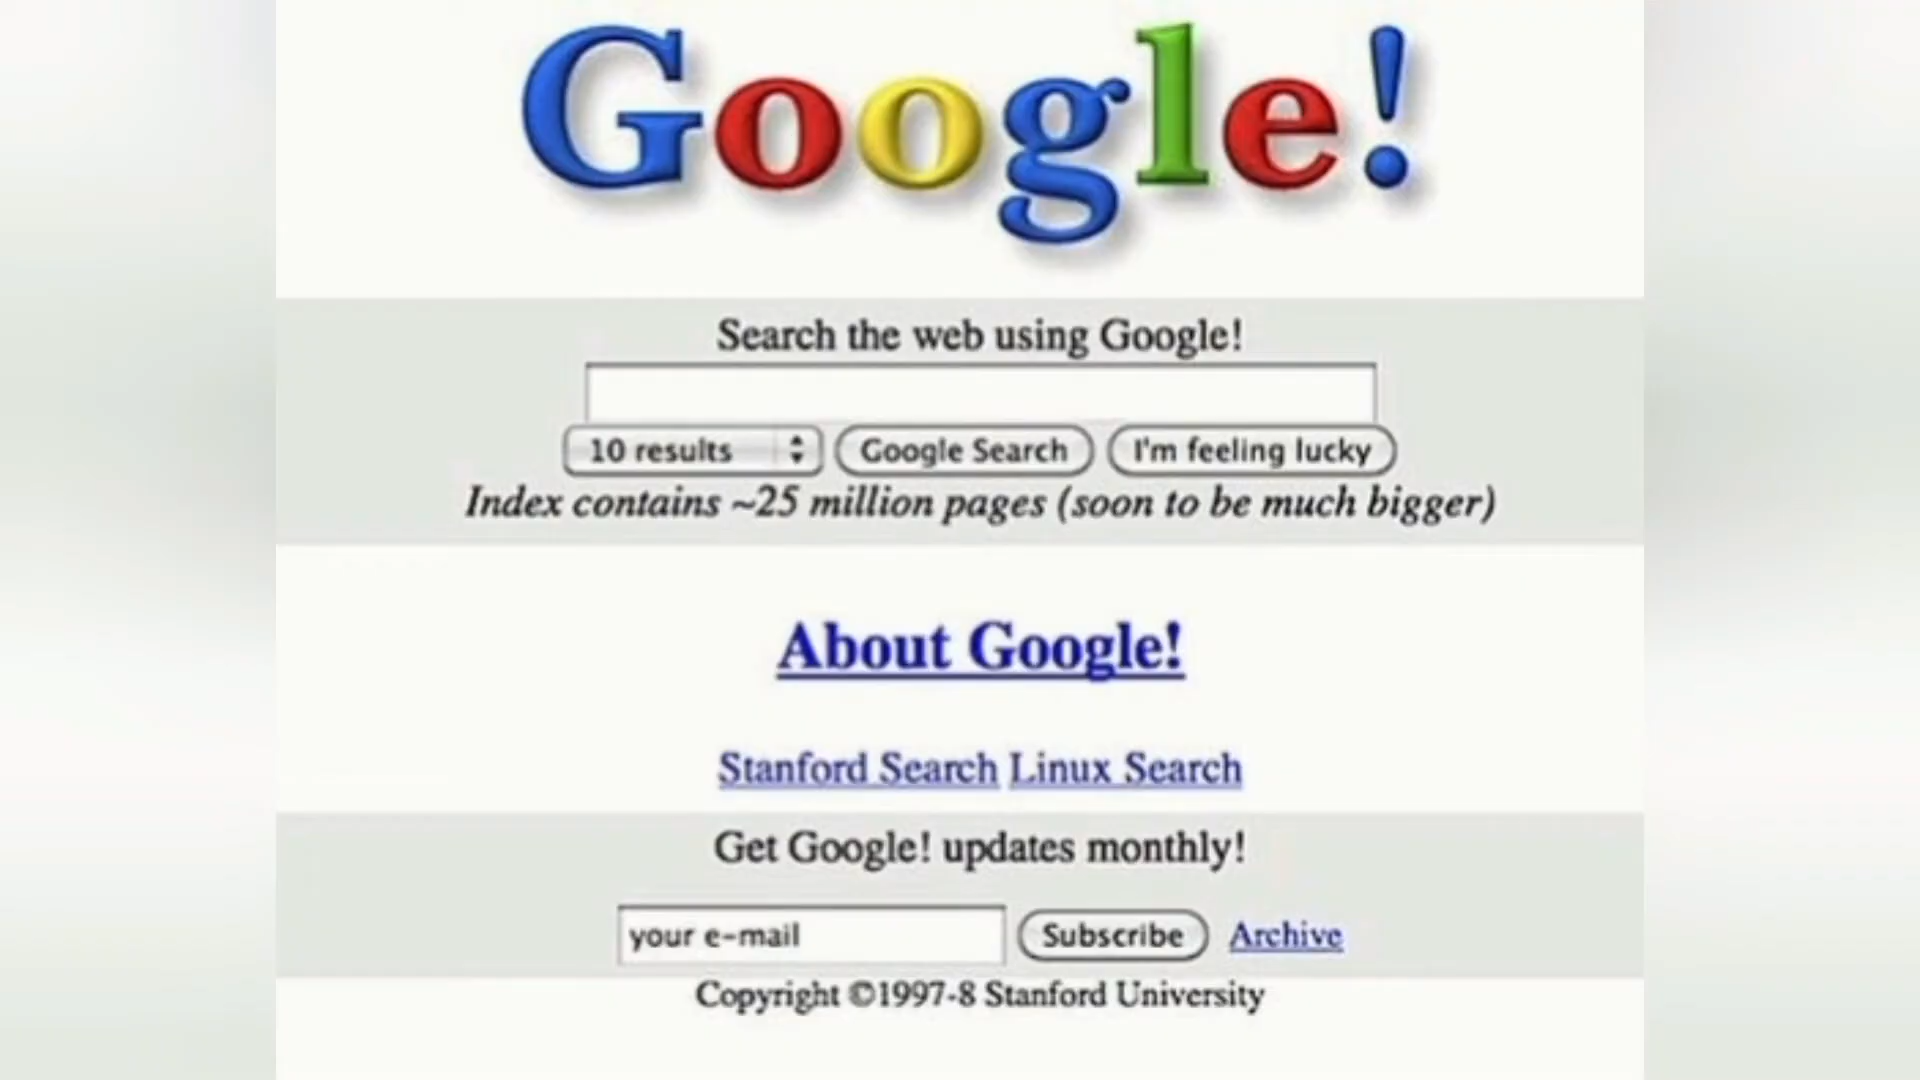 Google!
Search the web using Google!
10 results Google Search I'm feeling lucky
Index contains ~25 million pages (soon to be much bigger)
About Google!
Stanford Search Linux Search
Get Google! updates monthly!
your e-mail Subscribe Archive
Copyright ©1997-8 Stanford University